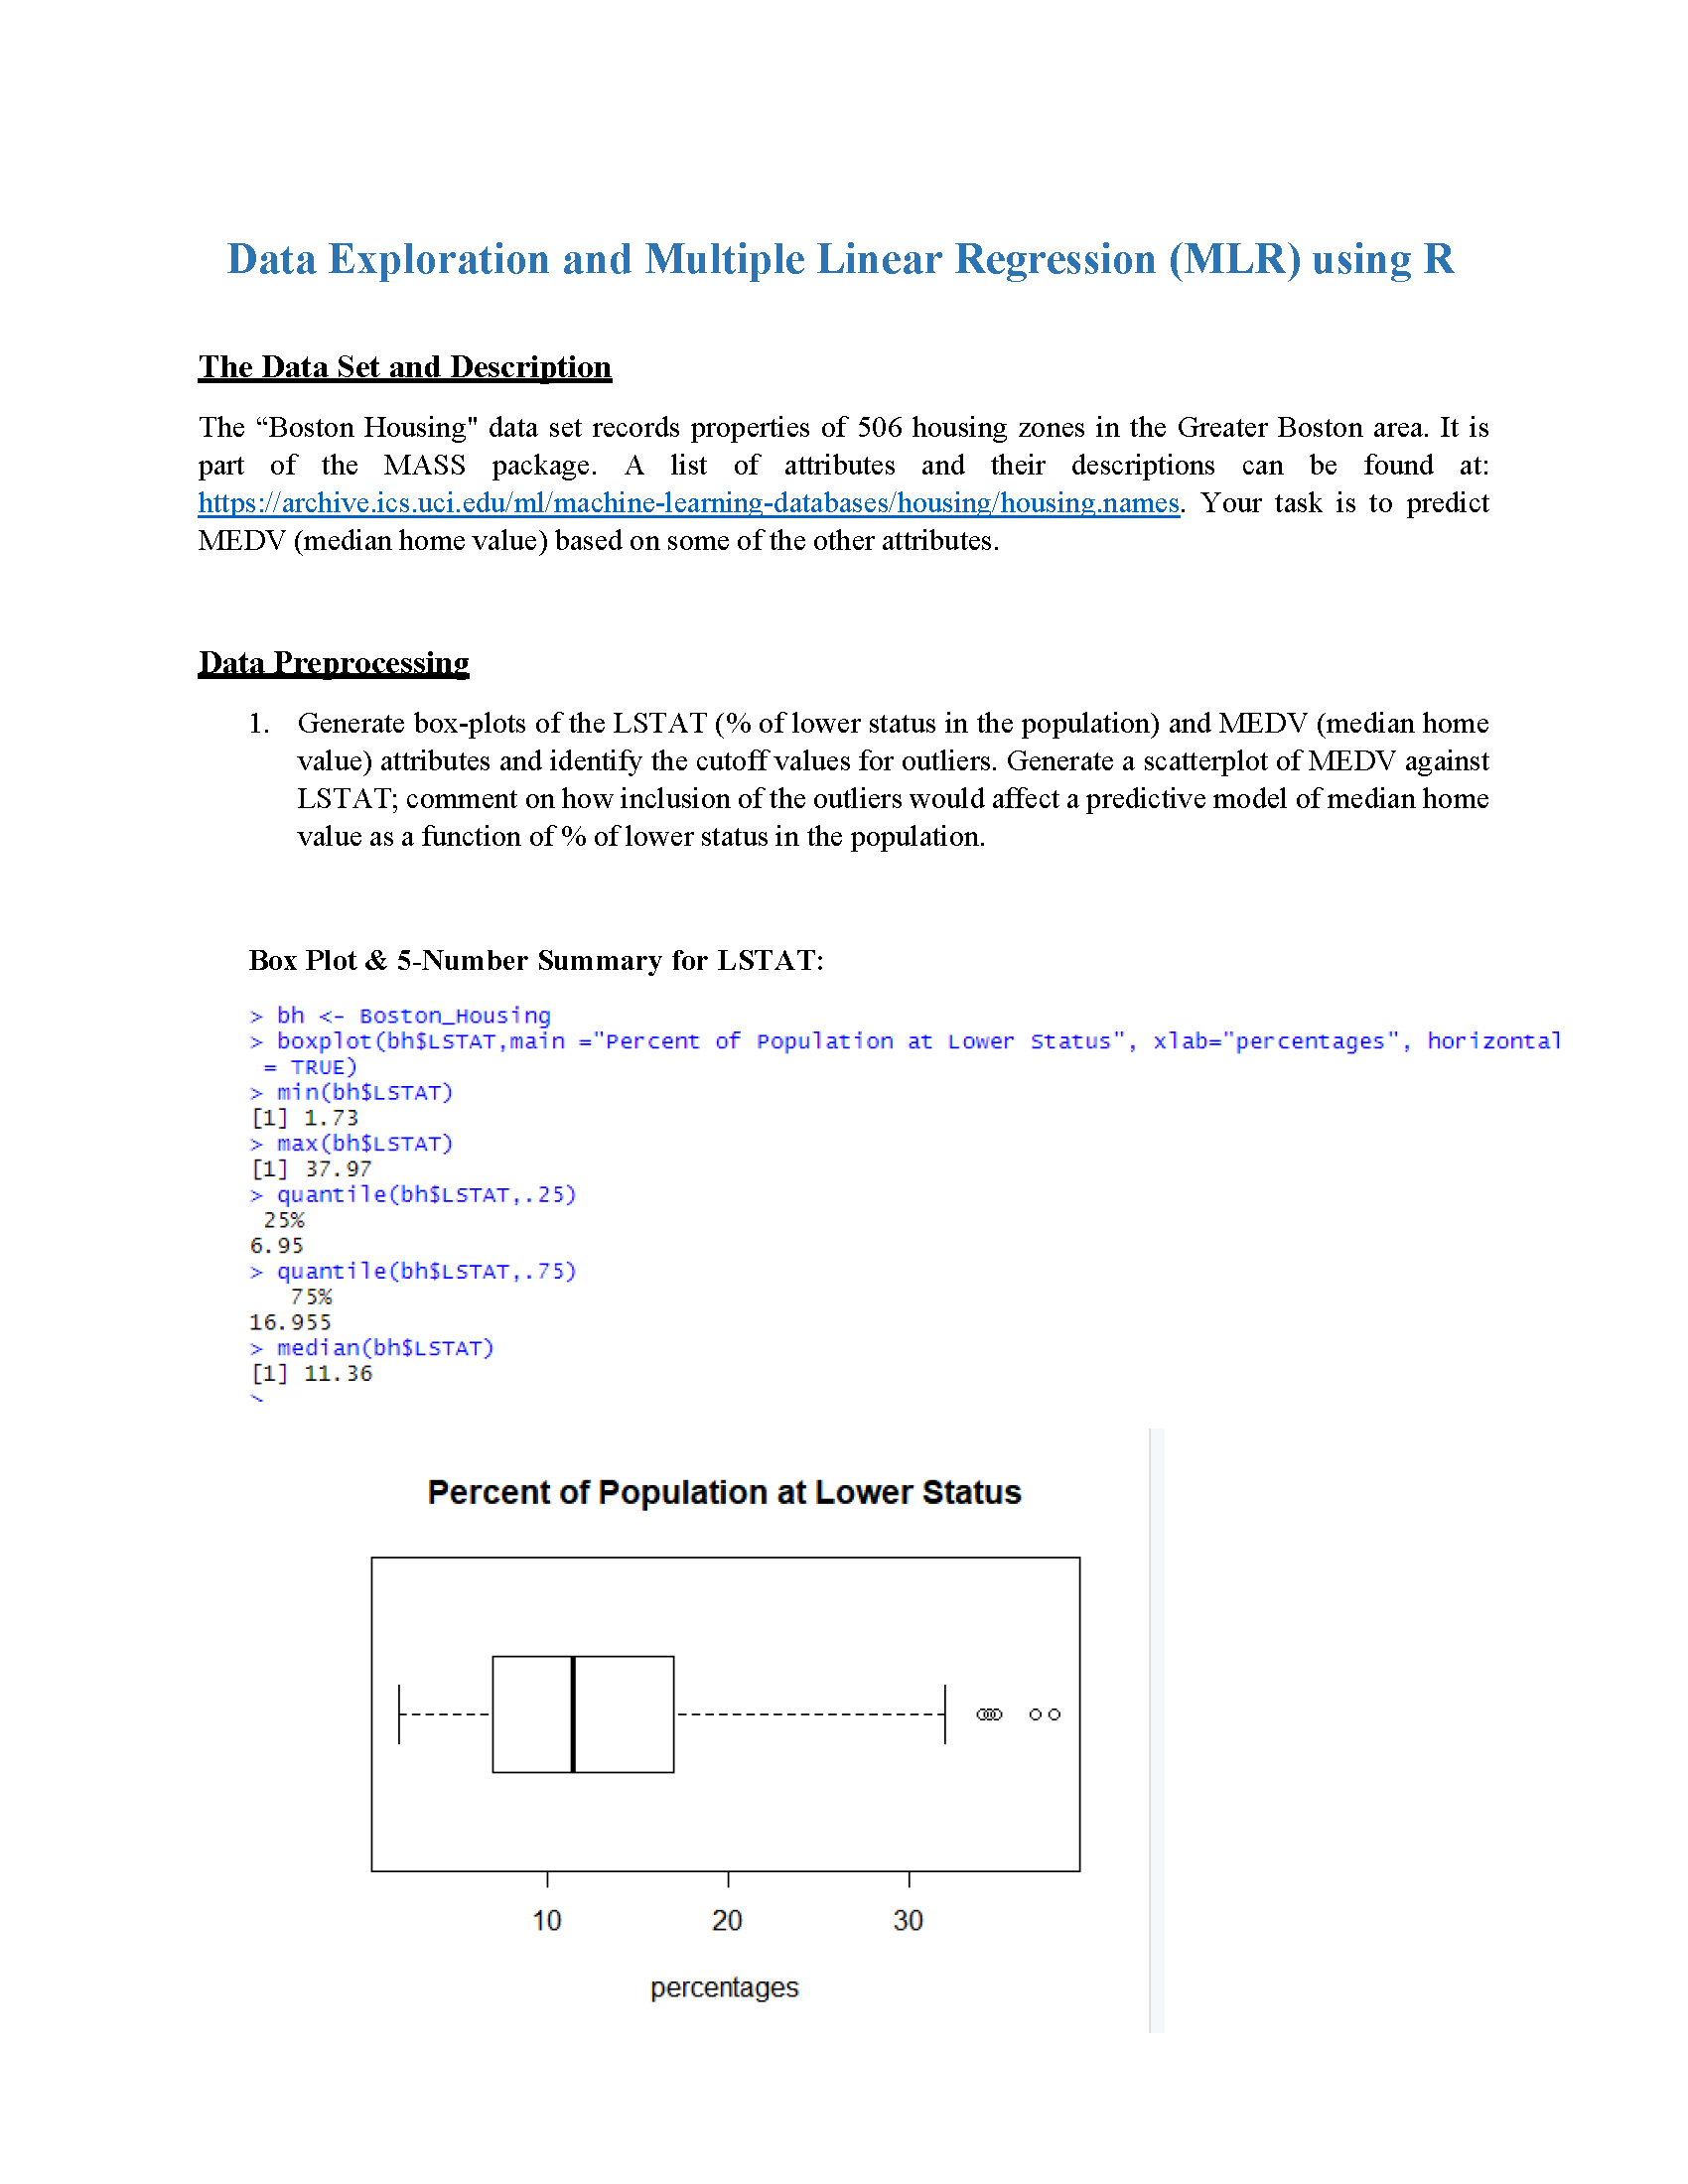 Data Exploration and Multiple Linear Regression (MLR) using R
The Data Set and Description
The “Boston Housing" data set records properties of 506 housing zones in the Greater Boston area. It is
part of the MASS package. A list of attributes and their descriptions can be found at:
https://archive.ics.uci.edu/ml/machine-learning-databases/housing/housing.names. Your task is to predict
MEDV (median home value) based on some of the other attributes.
Data Preprocessing
1. Generate box-plots of the LSTAT (% of lower status in the population) and MEDV (median home
value) attributes and identify the cutoff values for outliers. Generate a scatterplot of MEDV against
LSTAT; comment on how inclusion of the outliers would affect a predictive model of median home
value as a function of % of lower status in the population.
Box Plot & 5-Number Summary for LSTAT:
> bh <- Boston_Housing
> boxplot(bh$LSTAT,main ="Percent of Population at Lower Status", xlab="percentages", horizontal
= TRUE)
> min(bh$LSTAT)
[1] 1.73
> max(bh$LSTAT)
[1] 37.97
> quantile(bh$LSTAT,.25)
25%
6.95
> quantile(bh$LSTAT,.75)
75%
16.955
> median(bh$LSTAT)
[1] 11.36
Percent of Population at Lower Status
10 20 30
percentages